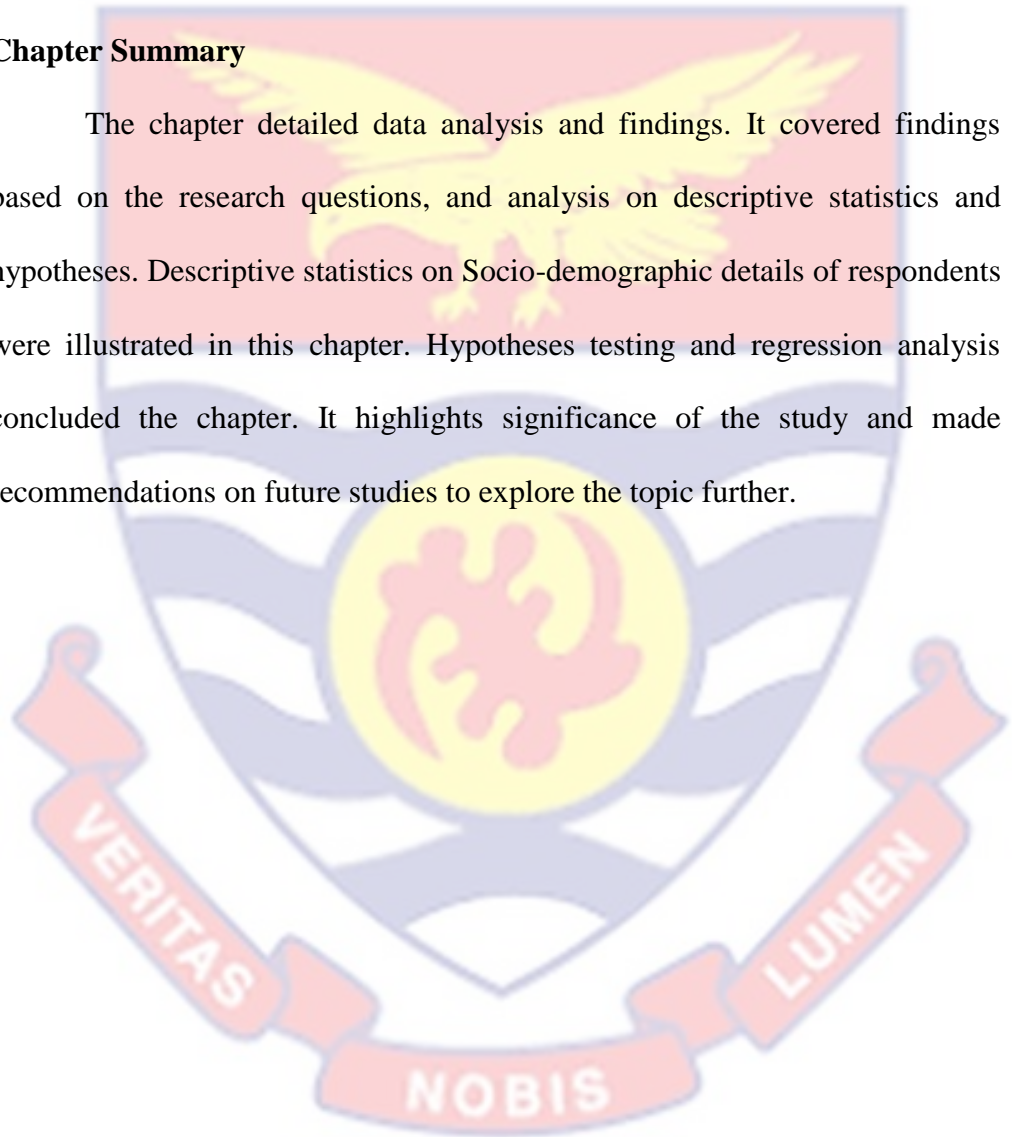 Chapter Summary
The chapter detailed data analysis and findings. It covered findings
based on the research questions, and analysis on descriptive statistics and
hypotheses. Descriptive statistics on Socio-demographic details of respondents
were illustrated in this chapter. Hypotheses testing and regression analysis
concluded the chapter. It highlights significance of the study and made
recommendations on future studies to explore the topic further.
VERITAS
NOBIS
LUMEN